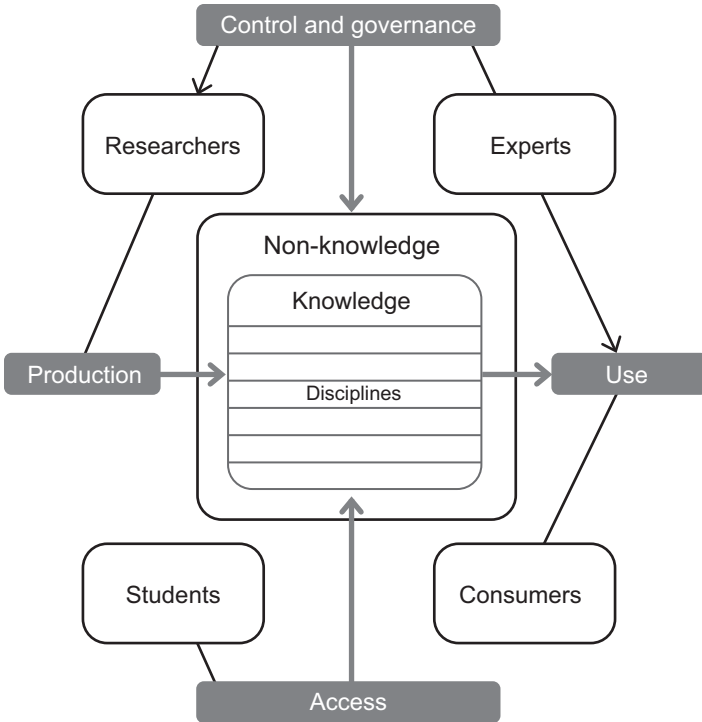 Control and governance
Researchers
Experts
Non-knowledge
Knowledge
Production
Disciplines
Use
Students
Consumers
Access